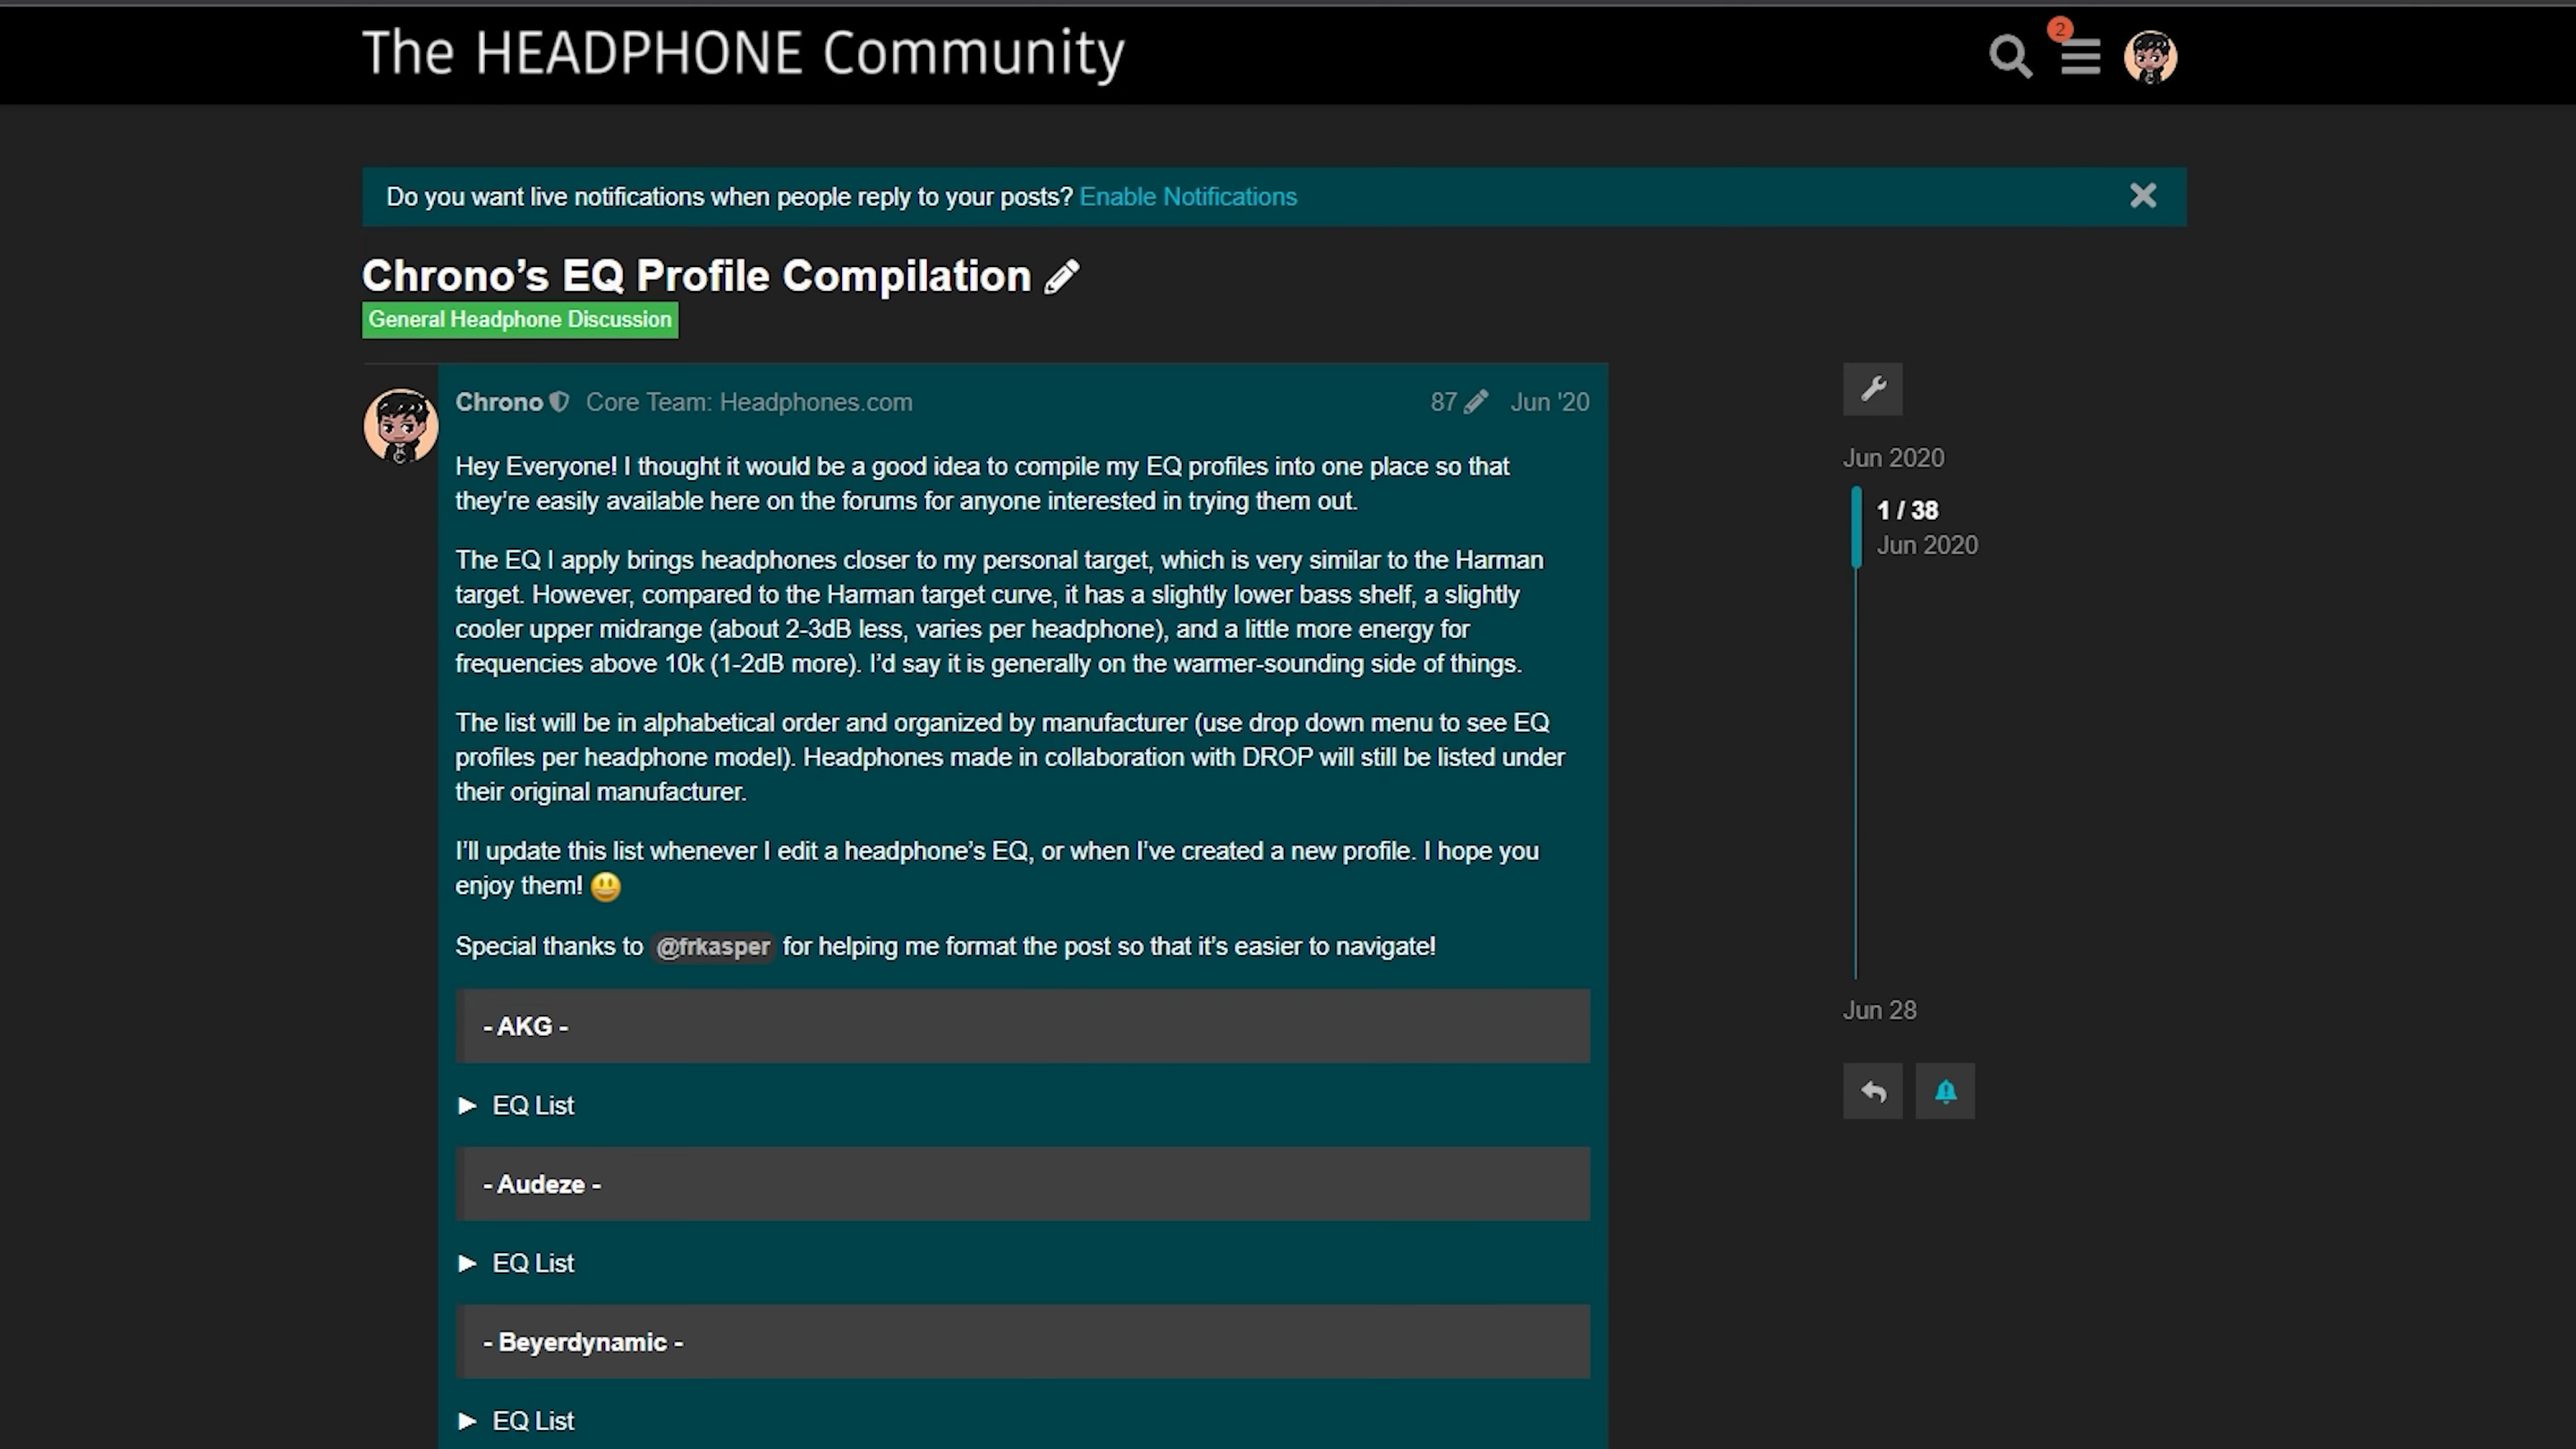 The HEADPHONE Community
2
Do you want live notifications when people reply to your posts? Enable Notifications
Chrono’s EQ Profile Compilation
General Headphone Discussion
Chrono Core Team: Headphones.com 87 Jun '20
Hey Everyone! I thought it would be a good idea to compile my EQ profiles into one place so that
they’re easily available here on the forums for anyone interested in trying them out.
The EQ I apply brings headphones closer to my personal target, which is very similar to the Harman
target. However, compared to the Harman target curve, it has a slightly lower bass shelf, a slightly
cooler upper midrange (about 2-3dB less, varies per headphone), and a little more energy for
frequencies above 10k (1-2dB more). I’d say it is generally on the warmer-sounding side of things.
The list will be in alphabetical order and organized by manufacturer (use drop down menu to see EQ
profiles per headphone model). Headphones made in collaboration with DROP will still be listed under
their original manufacturer.
I’ll update this list whenever I edit a headphone’s EQ, or when I’ve created a new profile. I hope you
enjoy them!
Special thanks to @frkasper for helping me format the post so that it’s easier to navigate!
- AKG -
EQ List
- Audeze -
EQ List
- Beyerdynamic -
EQ List
Jun 2020
1 / 38
Jun 2020
Jun 28